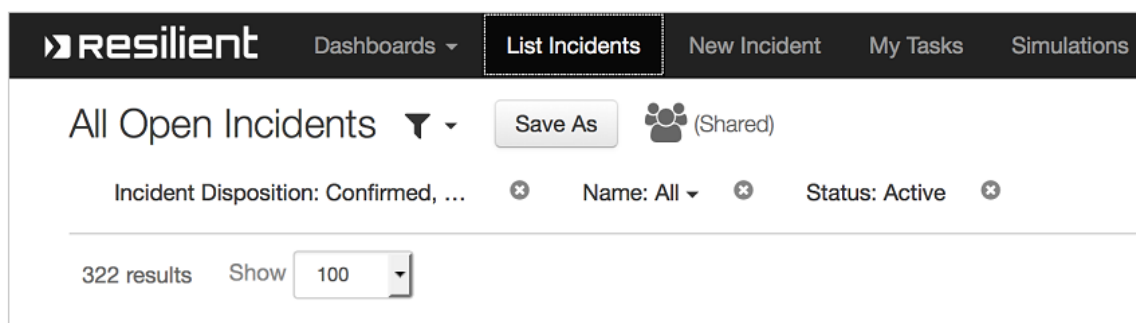 Resilient Dashboards List Incidents New Incident My Tasks Simulations
All Open Incidents Save As (Shared)
Incident Disposition: Confirmed, ... Name: All Status: Active
322 results Show 100